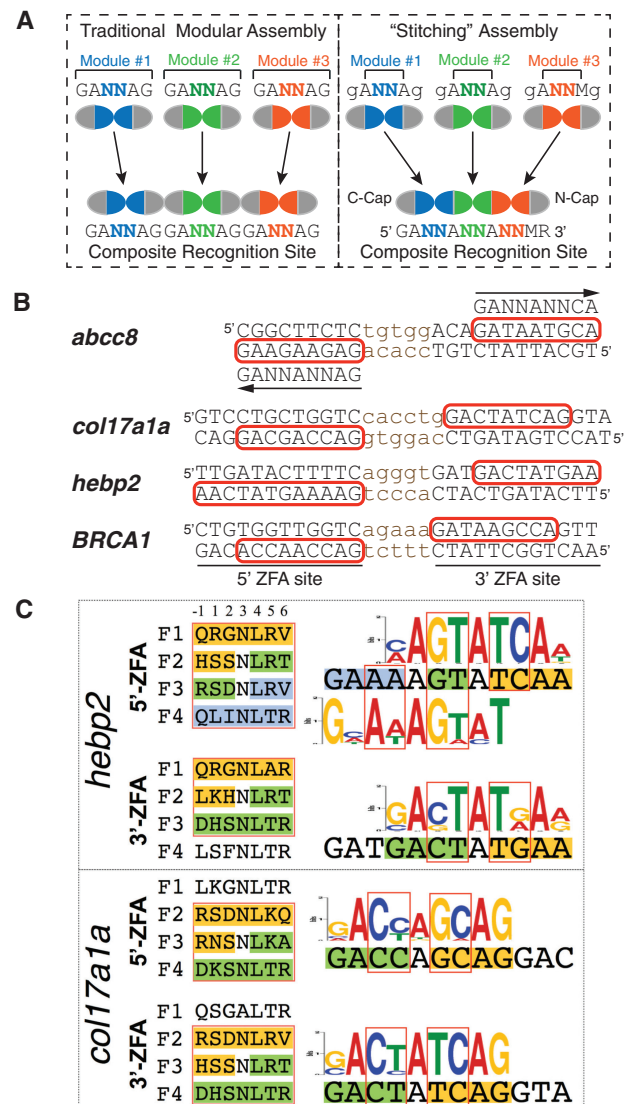 A
Traditional Modular Assembly
Module #1 Module #2 Module #3
GANNAG GANNAG GANNAG
GANNAGGANNAGGANNAG
Composite Recognition Site
“Stitching” Assembly
Module #1 Module #2 Module #3
gANNAg gANNAg gANNMg
C-Cap N-Cap
5' GANNANNANNMR 3'
Composite Recognition Site
B
GANNANNCA
abcc8
5'CGGCTTCTCtgtggACAGATAATGCA
GAAGAAGAGacaccTGTCTATTACGT5'
GANNANNAG
col17a1a
5'GTCCTGCTGGTCcacctgGACTATCAGGTA
CAGGACGACCAGgtggacCTGATAGTCCAT5'
hebp2
5'TTGATACTTTTCagggtGATGACTATGAA
AACTATGAAAAGtcccaCTACTGATACTT5'
BRCA1
5'CTGTGGTTGGTCagaaaGATAAGCCAGTT
GACACCAACCAGtctttCTATTCGGTCAA5'
5' ZFA site 3' ZFA site
C
hebp2
-1 1 2 3 4 5 6
5'-ZFA
F1 QRGNLRV
F2 HSSNLRT
F3 RSDNLRV
F4 QLINLTR
GAAAAGTATCAA
3'-ZFA
F1 QRGNLAR
F2 LKHNLRT
F3 DHSNLTR
F4 LSFNLTR
GATGACTATGAA
col17a1a
5'-ZFA
F1 LKGNLTR
F2 RSDNLKQ
F3 RNSNLKA
F4 DKSNLTR
GACCAGCAGGAC
3'-ZFA
F1 QSGALTR
F2 RSDNLRV
F3 HSSNLRT
F4 DHSNLTR
GACTATCAGGTA